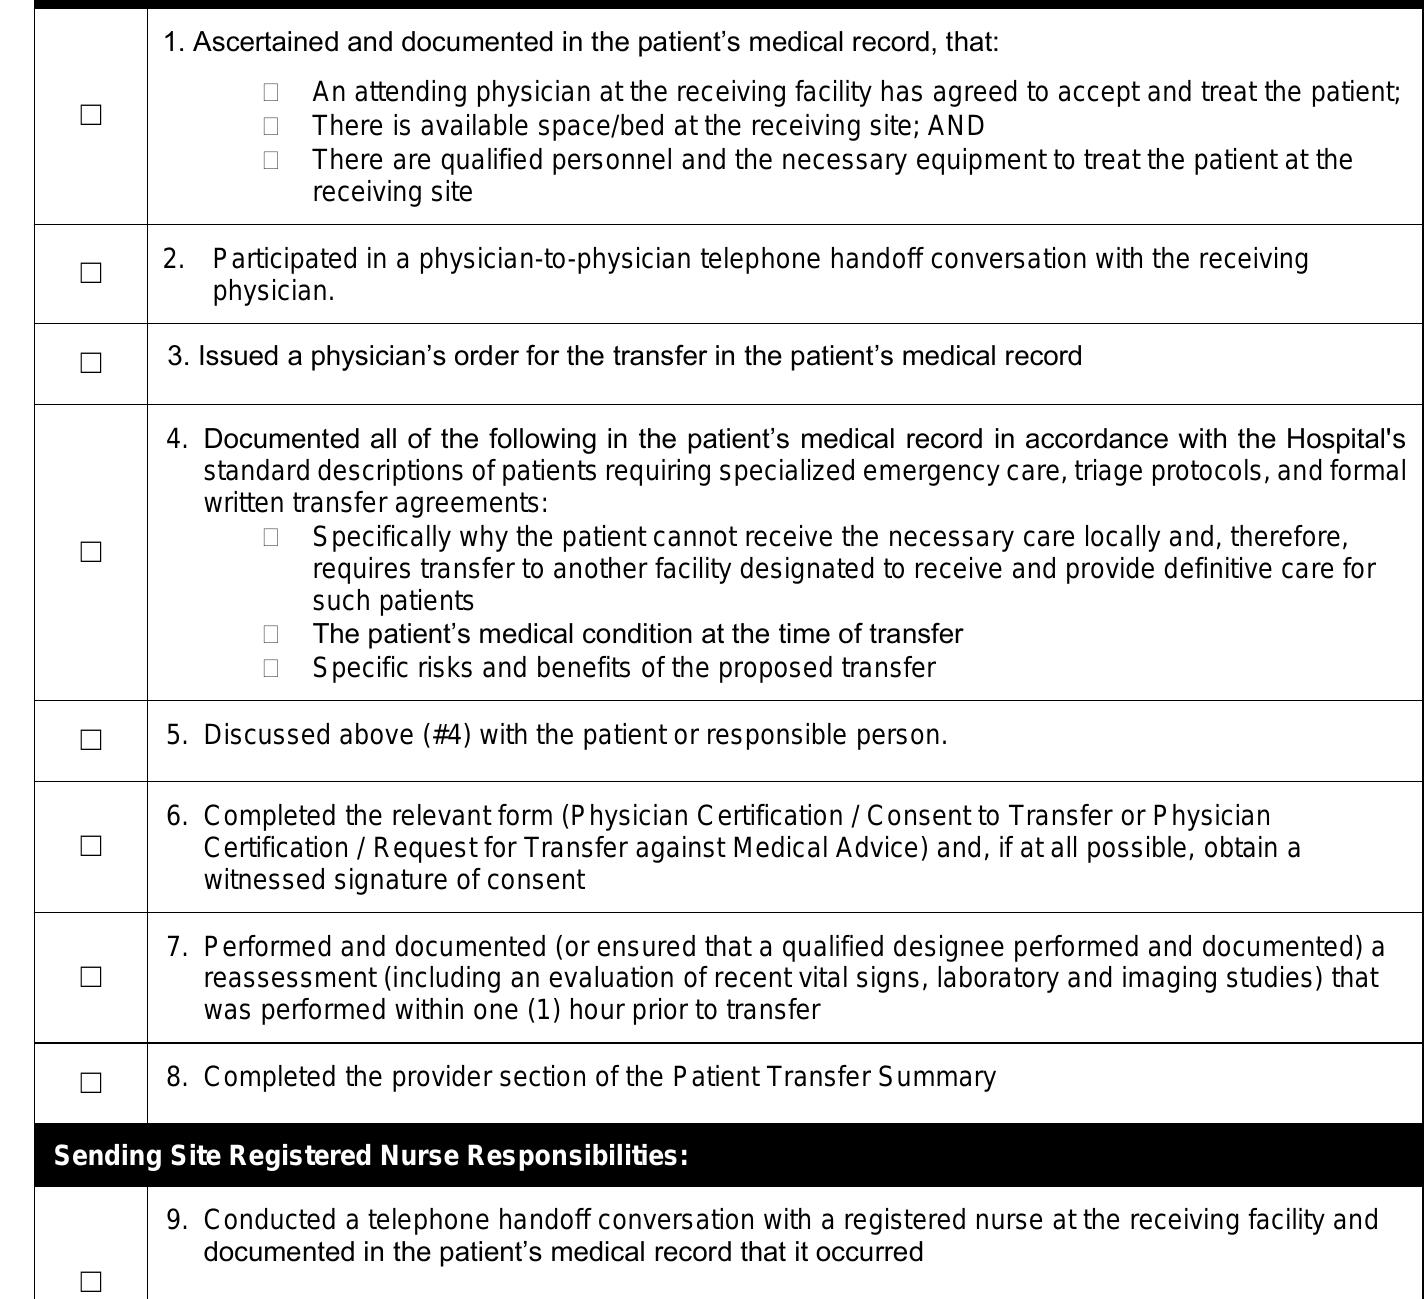 1. Ascertained and documented in the patient’s medical record, that:
☐ An attending physician at the receiving facility has agreed to accept and treat the patient;
☐ ☐ There is available space/bed at the receiving site; AND
☐ There are qualified personnel and the necessary equipment to treat the patient at the
receiving site
2. Participated in a physician-to-physician telephone handoff conversation with the receiving
☐ physician.
☐ 3. Issued a physician’s order for the transfer in the patient’s medical record
4. Documented all of the following in the patient’s medical record in accordance with the Hospital's
standard descriptions of patients requiring specialized emergency care, triage protocols, and formal
written transfer agreements:
☐ ☐ Specifically why the patient cannot receive the necessary care locally and, therefore,
requires transfer to another facility designated to receive and provide definitive care for
such patients
☐ The patient’s medical condition at the time of transfer
☐ Specific risks and benefits of the proposed transfer
☐ 5. Discussed above (#4) with the patient or responsible person.
6. Completed the relevant form (Physician Certification / Consent to Transfer or Physician
☐ Certification / Request for Transfer against Medical Advice) and, if at all possible, obtain a
witnessed signature of consent
7. Performed and documented (or ensured that a qualified designee performed and documented) a
☐ reassessment (including an evaluation of recent vital signs, laboratory and imaging studies) that
was performed within one (1) hour prior to transfer
☐ 8. Completed the provider section of the Patient Transfer Summary
Sending Site Registered Nurse Responsibilities:
9. Conducted a telephone handoff conversation with a registered nurse at the receiving facility and
documented in the patient’s medical record that it occurred
☐